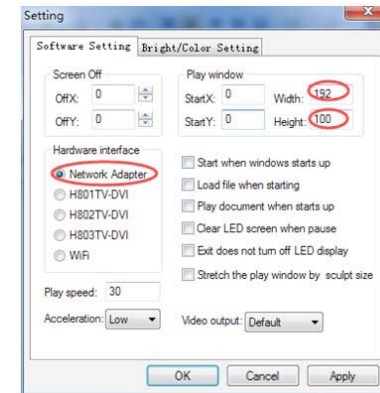 Setting
Software Setting Bright/Color Setting
Screen Off
OffX: 0
OffY: 0
Play window
StartX: 0 Width: 192
StartY: 0 Height: 100
Hardware interface
Network Adapter
H801TV-DVI
H802TV-DVI
H803TV-DVI
WiFi
Start when windows starts up
Load file when starting
Play document when starts up
Clear LED screen when pause
Exit does not turn off LED display
Stretch the play window by sculpt size
Play speed: 30
Acceleration: Low
Video output: Default
OK Cancel Apply